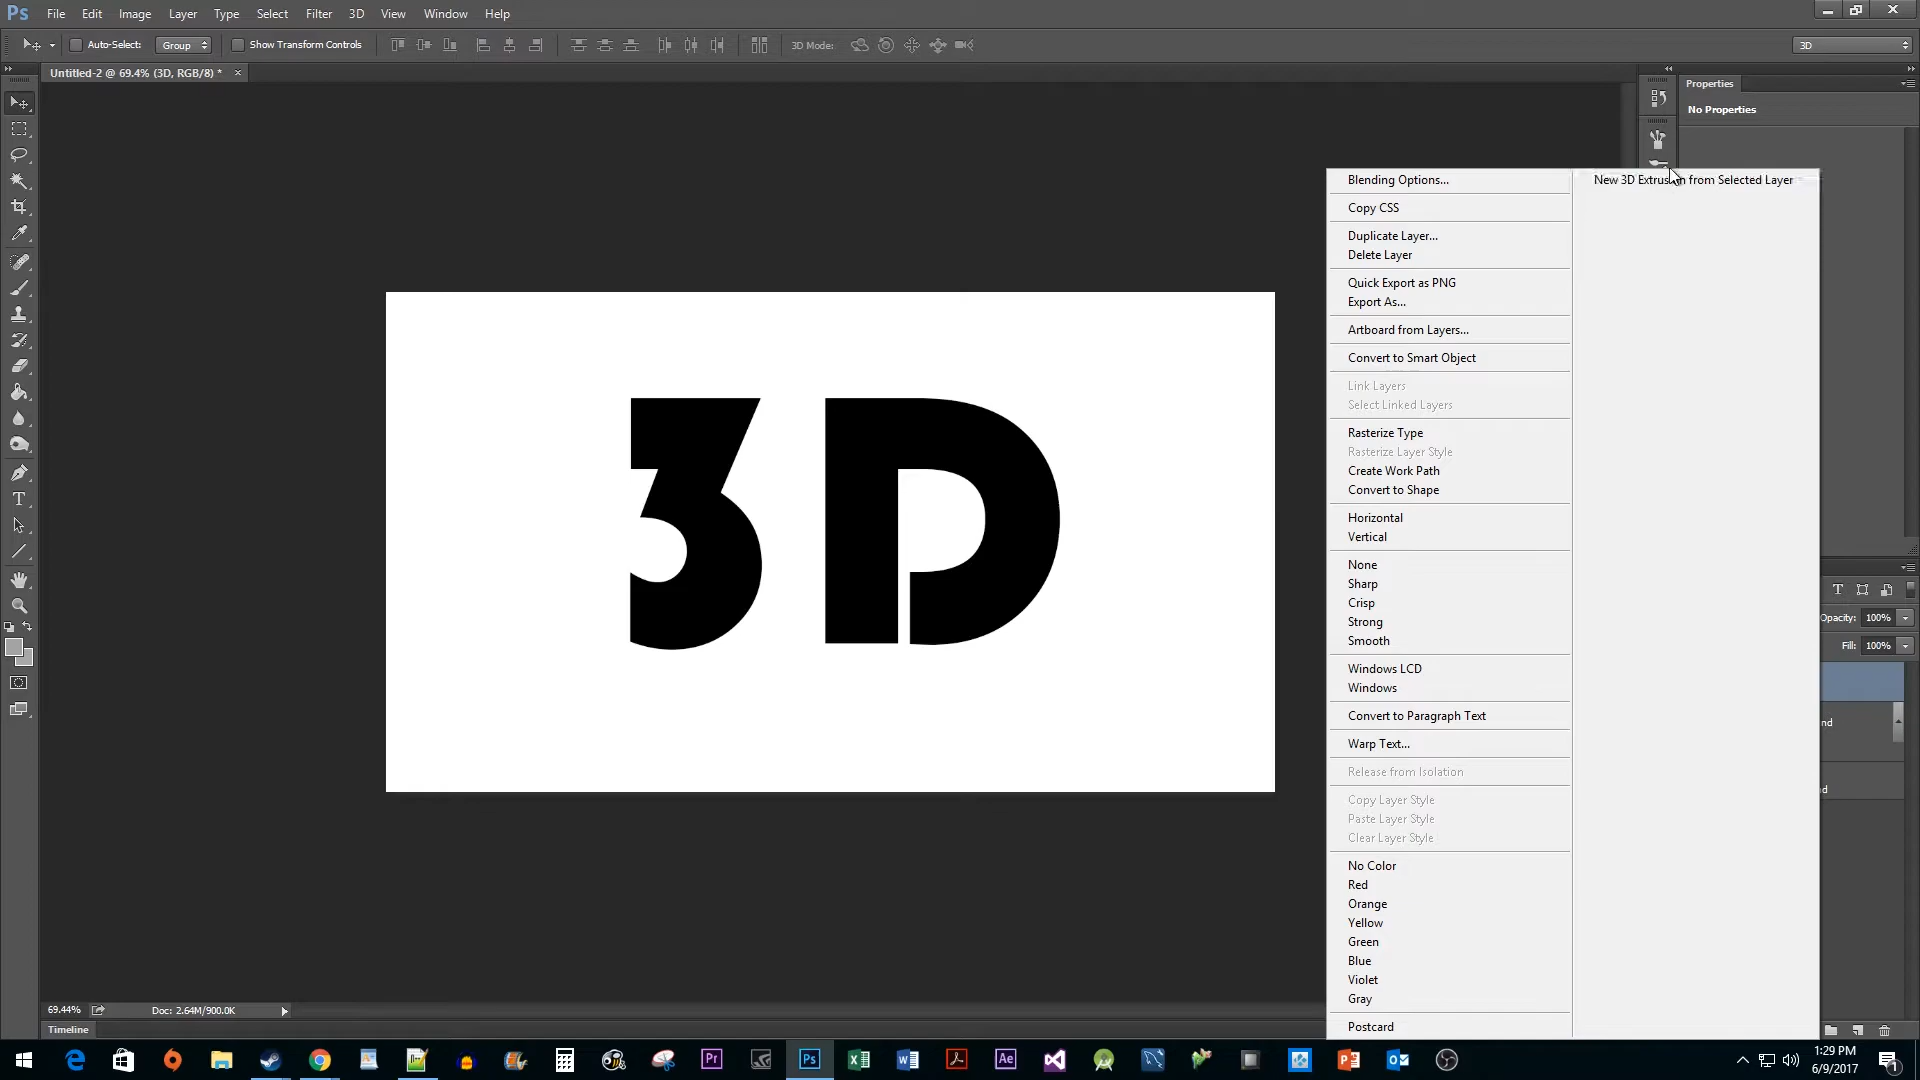 Ps File Edit Image Layer Type Select Filter 3D View Window Help
Auto-Select: Group Show Transform Controls 3D Mode: 3D
Untitled-2 @ 69.4% (3D, RGB/8) * ×
Properties
No Properties
Blending Options...
New 3D Extrusion from Selected Layer
Copy CSS
Duplicate Layer...
Delete Layer
Quick Export as PNG
Export As...
Artboard from Layers...
Convert to Smart Object
Link Layers
Select Linked Layers
Rasterize Type
Rasterize Layer Style
Create Work Path
Convert to Shape
Horizontal
Vertical
None
Sharp
Crisp
Strong
Smooth
Windows LCD
Windows
Convert to Paragraph Text
Warp Text...
Release from Isolation
Copy Layer Style
Paste Layer Style
Clear Layer Style
No Color
Red
Orange
Yellow
Green
Blue
Violet
Gray
Postcard
3D
Opacity: 100%
Fill: 100%
nd
d
69.44% Doc: 2.64M/900.0K
Timeline
Pr Ps Ae
1:29 PM
6/9/2017
1